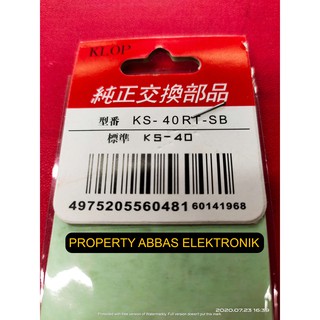 KLOP
純正交換部品
型番 KS-40RT-SB
標準 KS-40
4975205560481 60141968
PROPERTY ABBAS ELEKTRONIK
2020.07.23 16:39